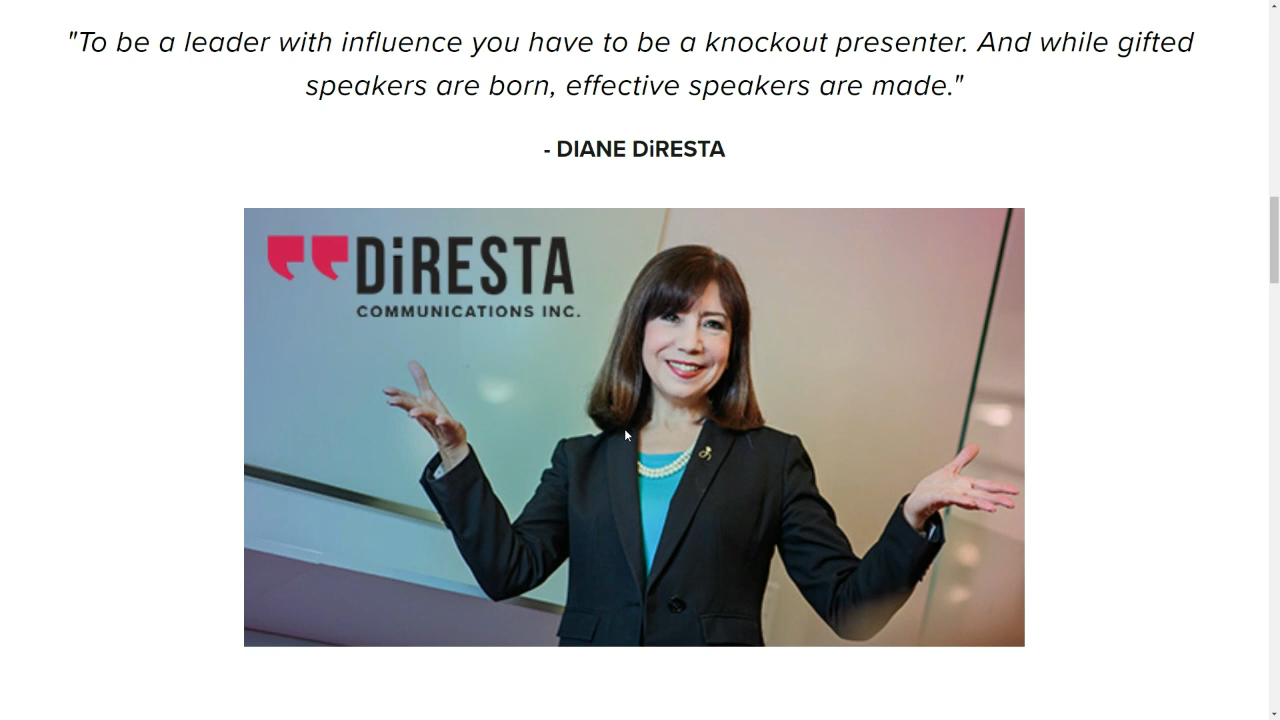 "To be a leader with influence you have to be a knockout presenter. And while gifted
speakers are born, effective speakers are made."
- DIANE DiRESTA
DiRESTA
COMMUNICATIONS INC.